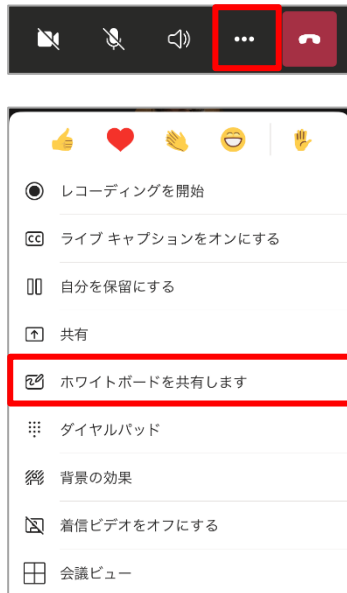 レコーディングを開始
CC ライブ キャプションをオンにする
自分を保留にする
共有
ホワイトボードを共有します
ダイヤルパッド
背景の効果
着信ビデオをオフにする
会議ビュー